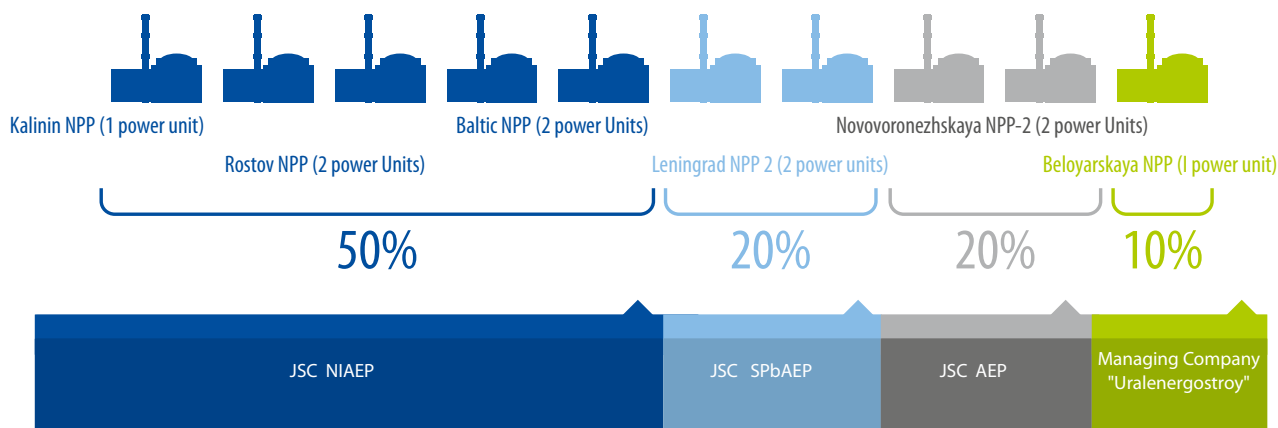 Kalinin NPP (1 power unit)
Baltic NPP (2 power Units)
Novovoronezhskaya NPP-2 (2 power Units)
Rostov NPP (2 power Units)
Leningrad NPP 2 (2 power units)
Beloyarskaya NPP (I power unit)
50%
20%
20%
10%
JSC NIAEP
JSC SPbAEP
JSC AEP
Managing Company
"Uralenergostroy"